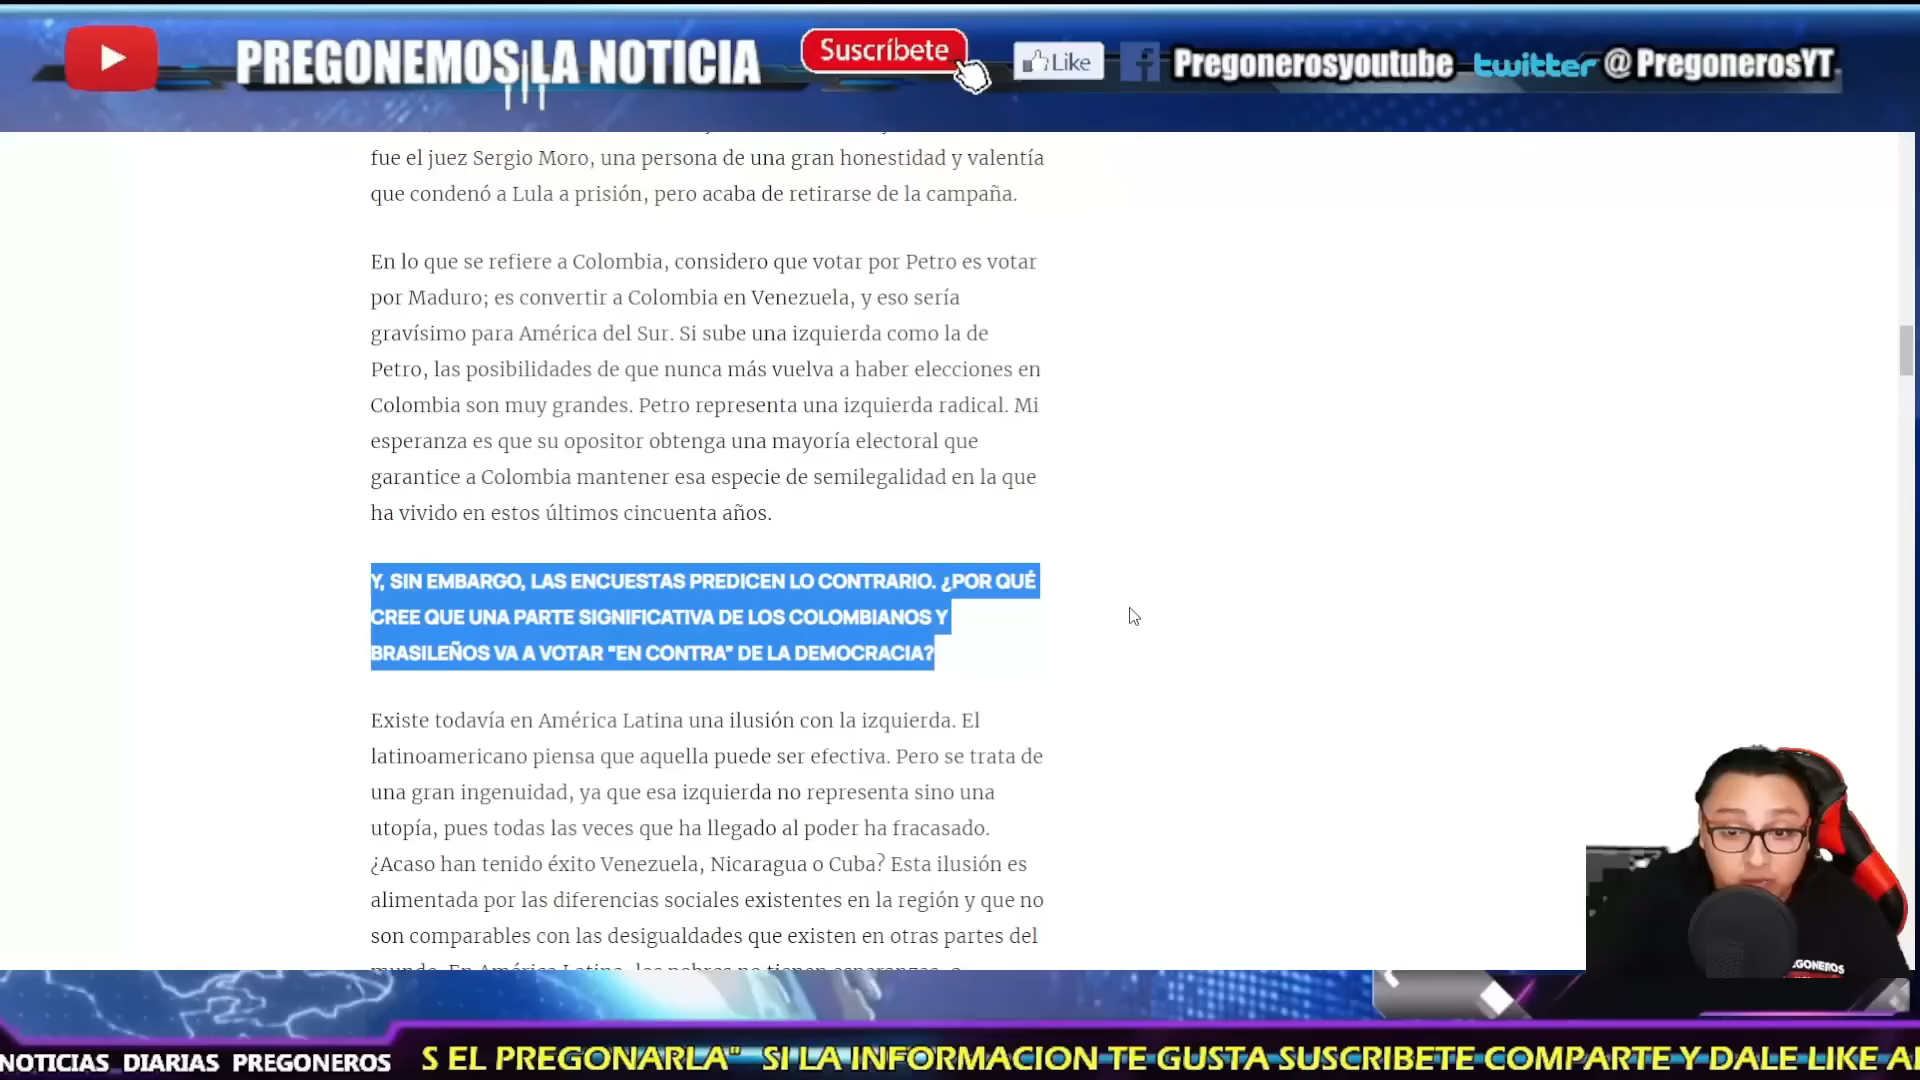 PREGONEMOS LA NOTICIA
Suscríbete
Like
Pregonerosyoutube
twitter @PregonerosYT
fue el juez Sergio Moro, una persona de una gran honestidad y valentía
que condenó a Lula a prisión, pero acaba de retirarse de la campaña.
En lo que se refiere a Colombia, considero que votar por Petro es votar
por Maduro; es convertir a Colombia en Venezuela, y eso sería
gravísimo para América del Sur. Si sube una izquierda como la de
Petro, las posibilidades de que nunca más vuelva a haber elecciones en
Colombia son muy grandes. Petro representa una izquierda radical. Mi
esperanza es que su opositor obtenga una mayoría electoral que
garantice a Colombia mantener esa especie de semilegalidad en la que
ha vivido en estos últimos cincuenta años.
Y, SIN EMBARGO, LAS ENCUESTAS PREDICEN LO CONTRARIO. ¿POR QUÉ
CREE QUE UNA PARTE SIGNIFICATIVA DE LOS COLOMBIANOS Y
BRASILEÑOS VA A VOTAR "EN CONTRA" DE LA DEMOCRACIA?
Existe todavía en América Latina una ilusión con la izquierda. El
latinoamericano piensa que aquella puede ser efectiva. Pero se trata de
una gran ingenuidad, ya que esa izquierda no representa sino una
utopía, pues todas las veces que ha llegado al poder ha fracasado.
¿Acaso han tenido éxito Venezuela, Nicaragua o Cuba? Esta ilusión es
alimentada por las diferencias sociales existentes en la región y que no
son comparables con las desigualdades que existen en otras partes del
mundo. En América Latina, los pobres no tienen esperanzas, o
GONEROS
NOTICIAS DIARIAS PREGONEROS
S EL PREGONARLA" SI LA INFORMACION TE GUSTA SUSCRIBETE COMPARTE Y DALE LIKE